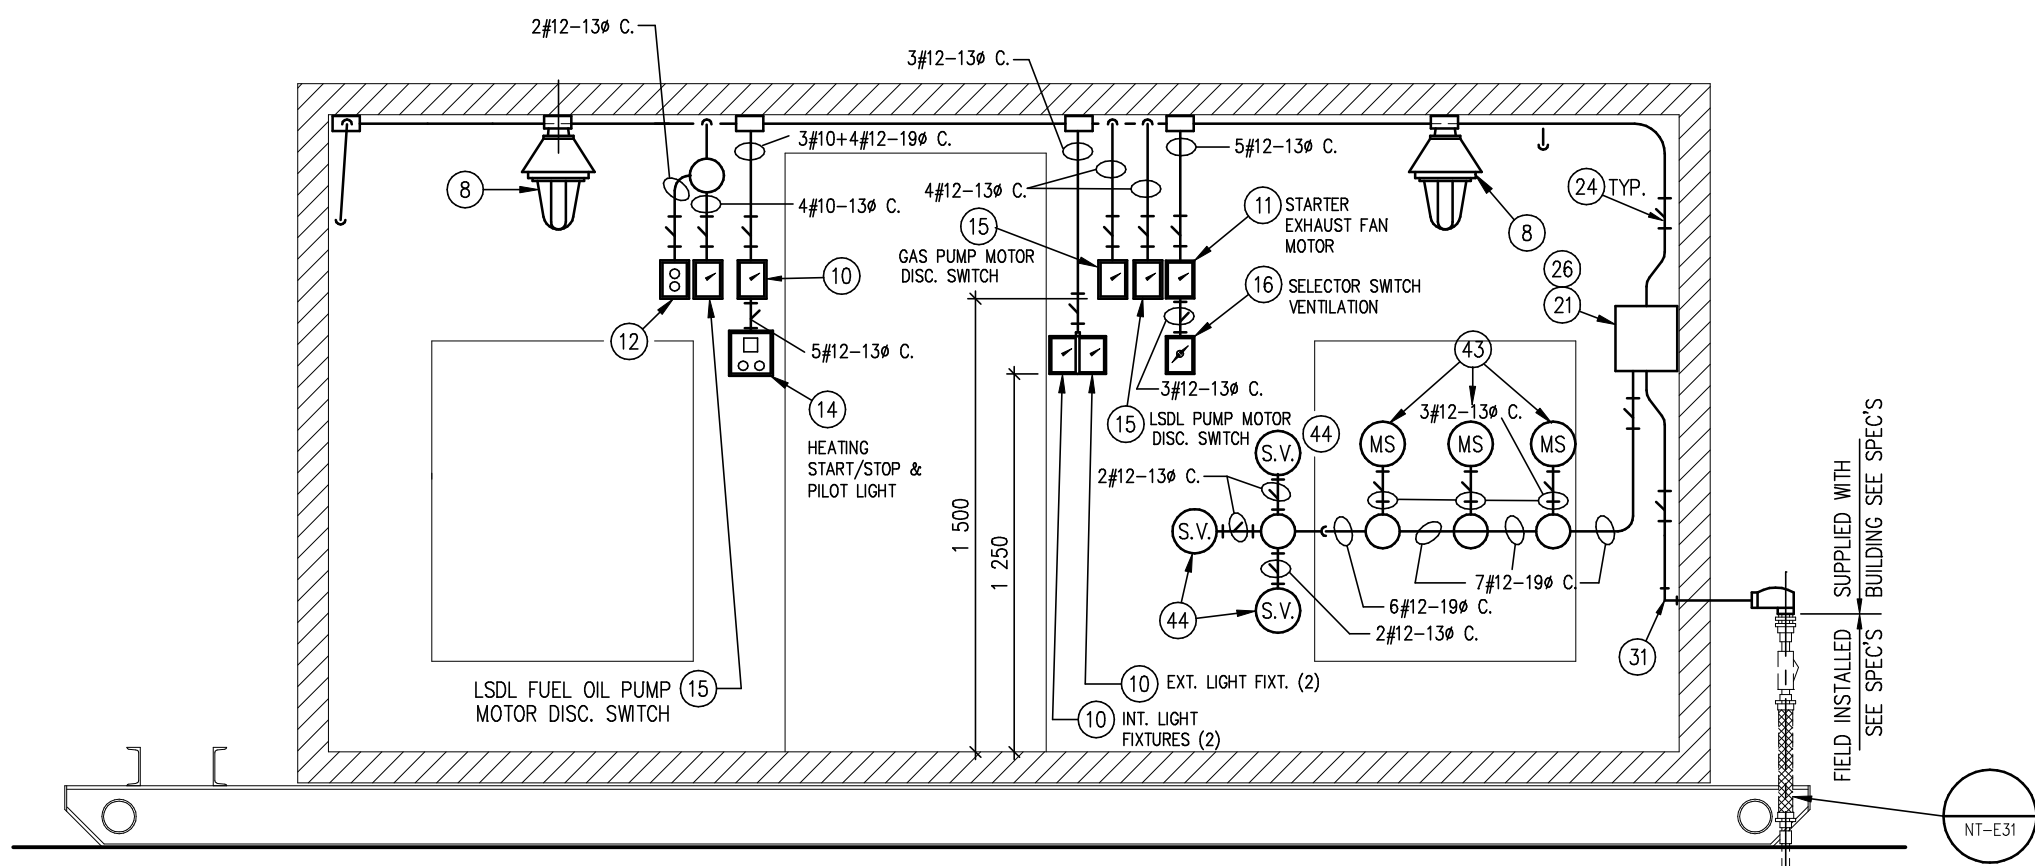 2#12-13ø C.
3#12-13ø C.
3#10+4#12-19ø C.
5#12-13ø C.
8
4#10-13ø C.
4#12-13ø C.
24 TYP.
11 STARTER
EXHAUST FAN
MOTOR
15
GAS PUMP MOTOR
DISC. SWITCH
8
10
16 SELECTOR SWITCH
VENTILATION
26
21
12
5#12-13ø C.
43
14
HEATING
START/STOP &
PILOT LIGHT
3#12-13ø C.
3#12-13ø C.
15 LSDL PUMP MOTOR
DISC. SWITCH
44
MS
MS
MS
S.V.
2#12-13ø C.
S.V.
S.V.
44
1 500
1 250
7#12-19ø C.
6#12-19ø C.
2#12-13ø C.
31
SUPPLIED WITH
BUILDING SEE SPEC'S
FIELD INSTALLED
SEE SPEC'S
LSDL FUEL OIL PUMP
MOTOR DISC. SWITCH
15
10 EXT. LIGHT FIXT. (2)
10 INT. LIGHT
FIXTURES (2)
NT-E31